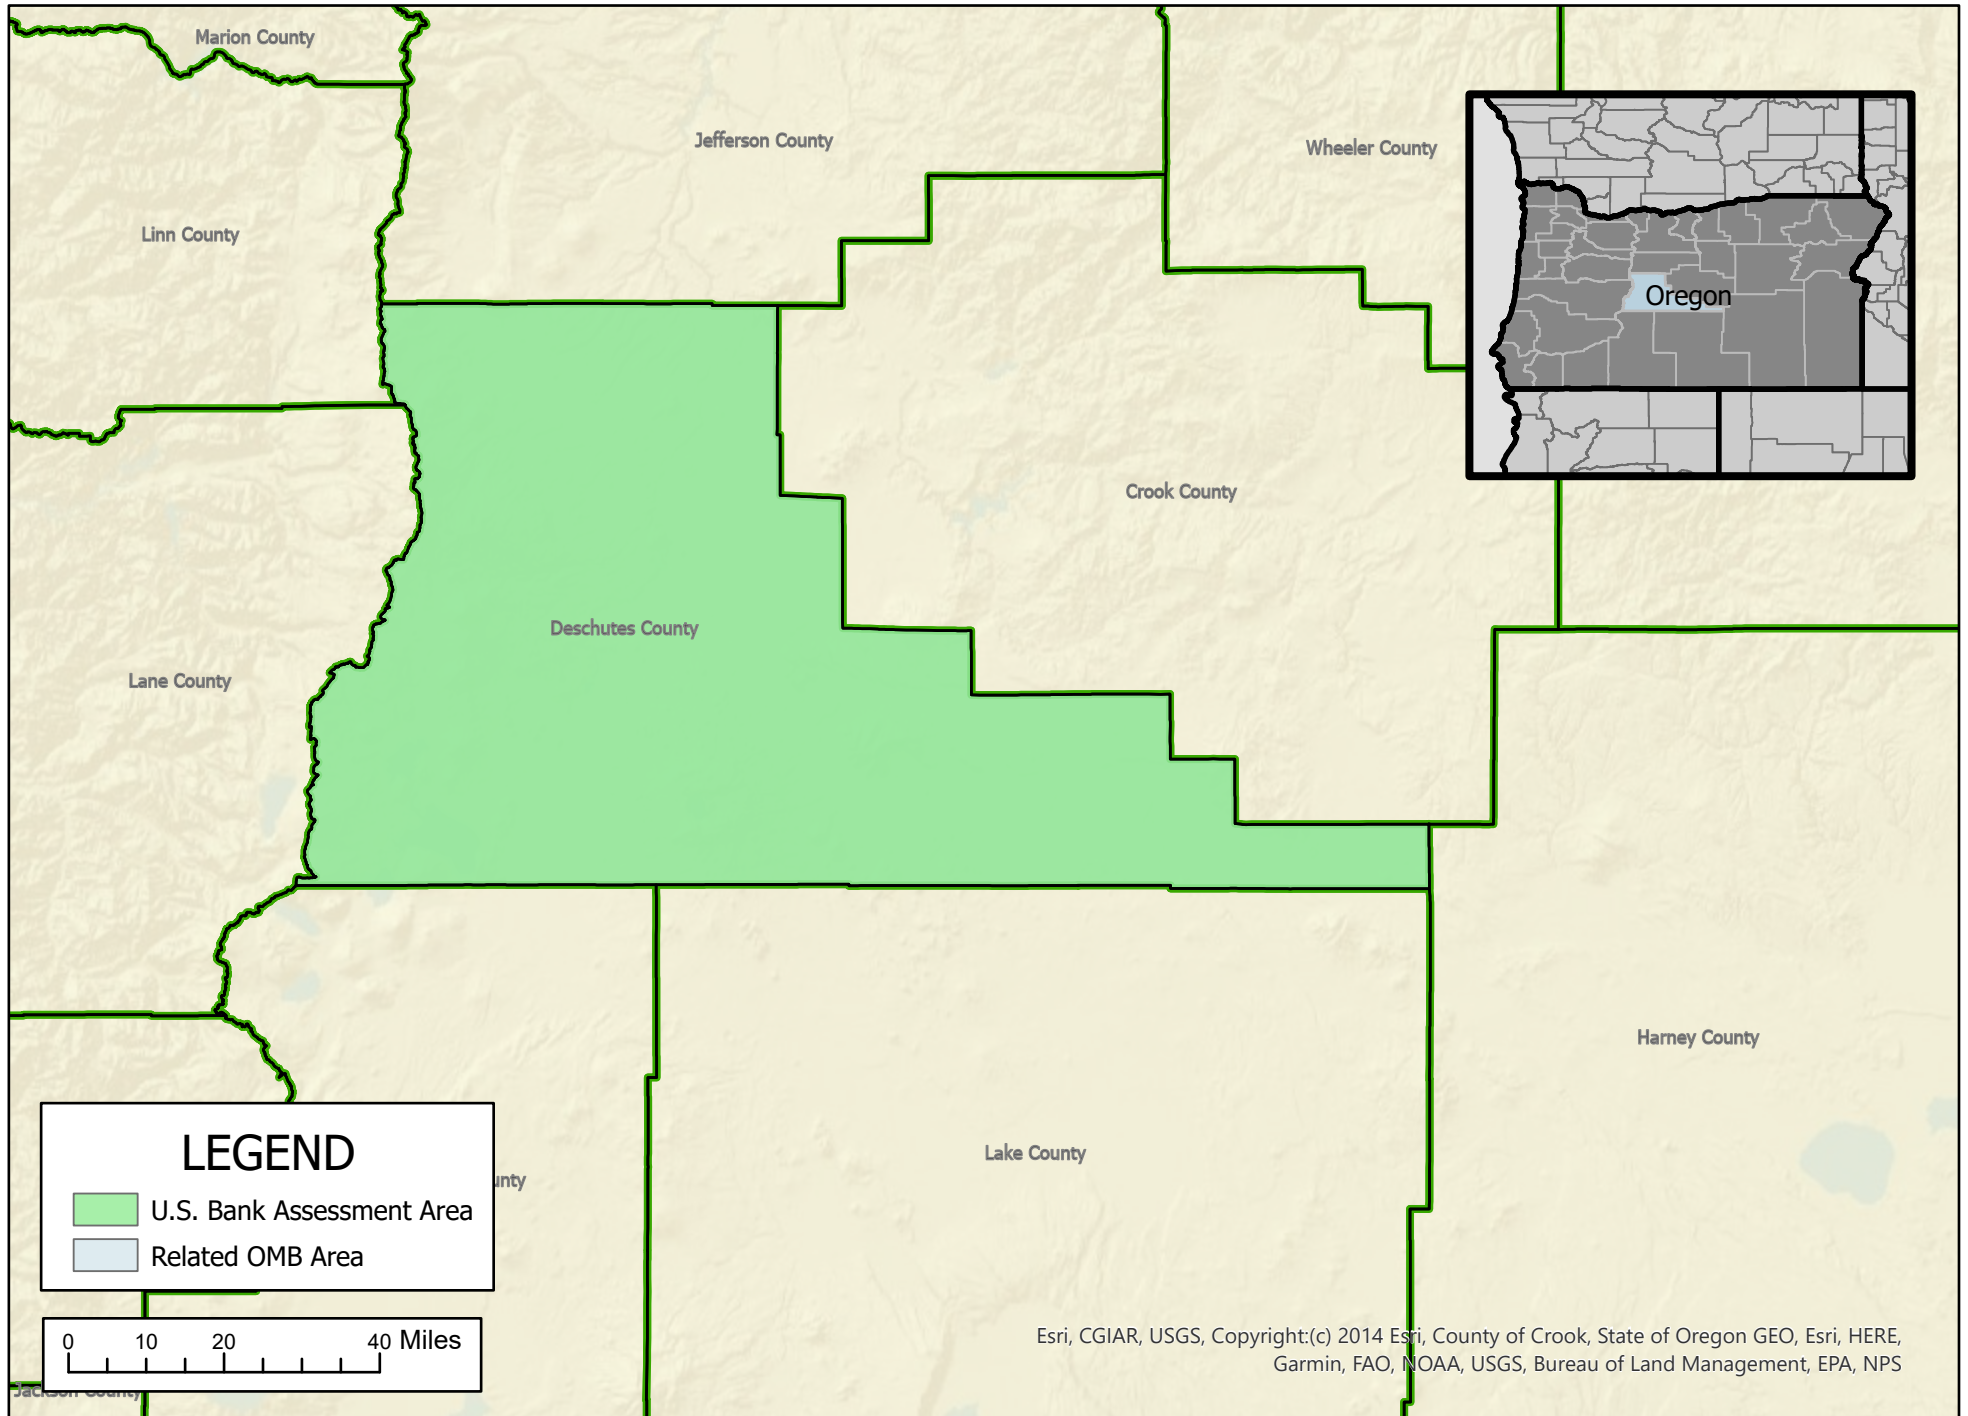 Marion County
Jefferson County
Wheeler County
Linn County
Oregon
Crook County
Deschutes County
Lane County
Harney County
Lake County
LEGEND
U.S. Bank Assessment Area
Related OMB Area
0 10 20 40 Miles
Esri, CGIAR, USGS, Copyright:(c) 2014 Esri, County of Crook, State of Oregon GEO, Esri, HERE,
Garmin, FAO, NOAA, USGS, Bureau of Land Management, EPA, NPS
Jackson County